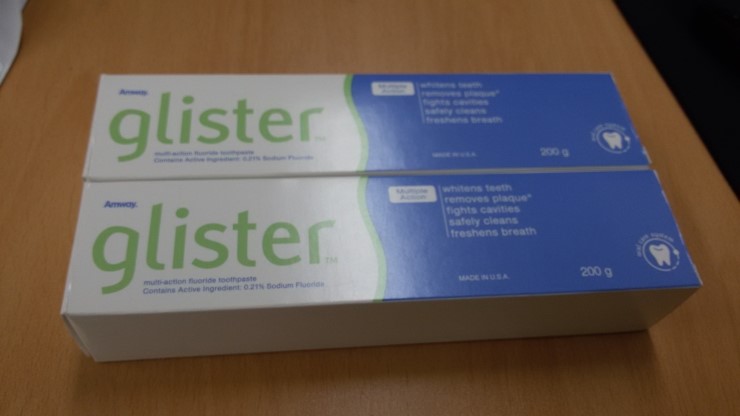 Amway
glister™
multi-action fluoride toothpaste
Contains Active Ingredient: 0.21% Sodium Fluoride
Multiple
Action
whitens teeth
removes plaque*
fights cavities
safely cleans
freshens breath
MADE IN U.S.A.
200 g
Amway.
glister™
multi-action fluoride toothpaste
Contains Active Ingredient: 0.21% Sodium Fluoride
Multiple
Action
whitens teeth
removes plaque*
fights cavities
safely cleans
freshens breath
MADE IN U.S.A.
200 g